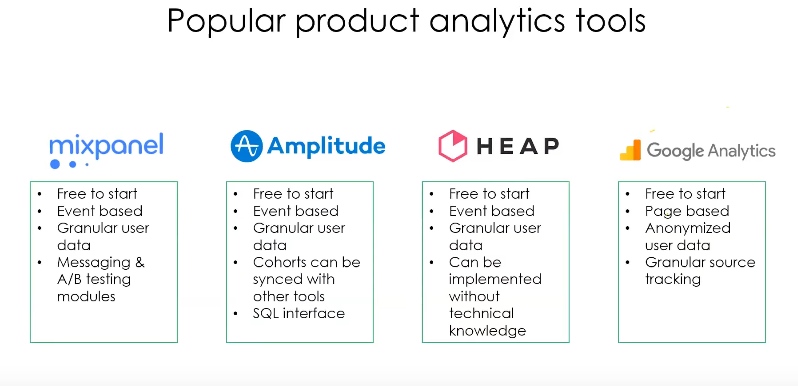 Popular product analytics tools
mixpanel
• Free to start
• Event based
• Granular user
data
• Messaging &
A/B testing
modules
Amplitude
• Free to start
• Event based
• Granular user
data
• Cohorts can be
synced with
other tools
• SQL interface
HEAP
• Free to start
• Event based
• Granular user
data
• Can be
implemented
without
technical
knowledge
Google Analytics
• Free to start
• Page based
• Anonymized
user data
• Granular source
tracking